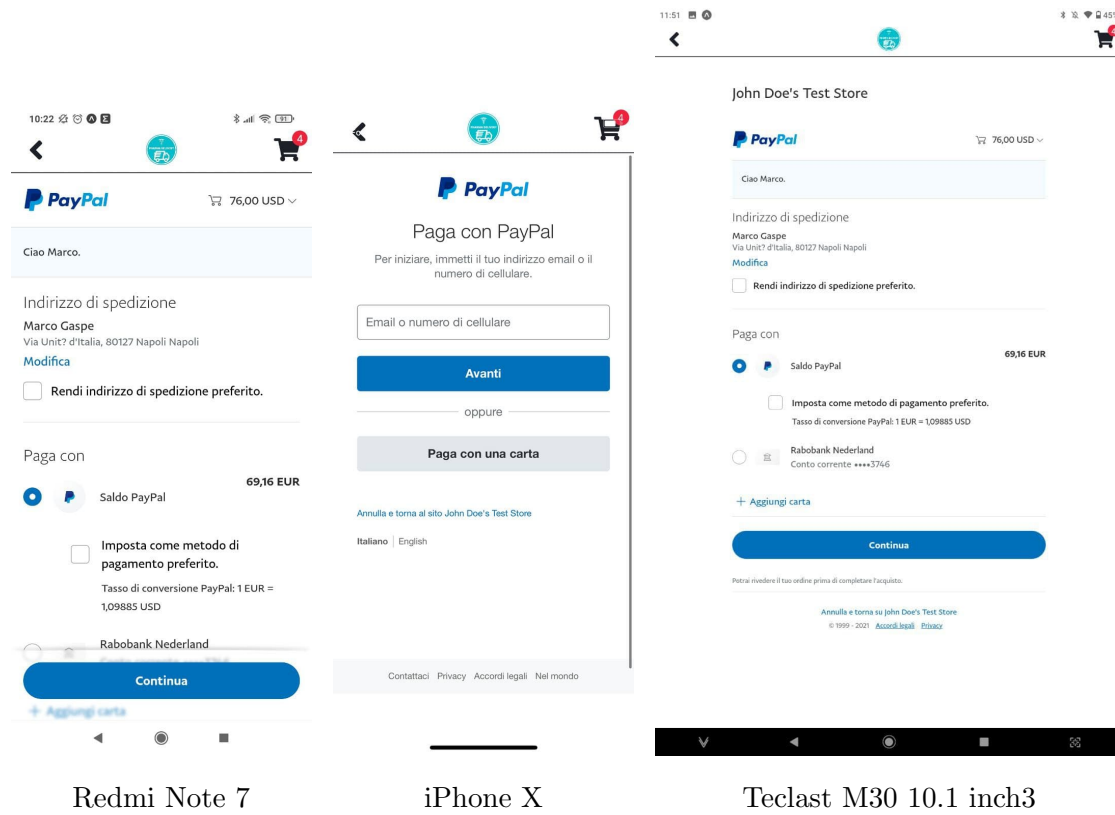 10:22
91
4
PayPal
76,00 USD
Ciao Marco.
Indirizzo di spedizione
Marco Gaspe
Via Unit? d'Italia, 80127 Napoli Napoli
Modifica
Rendi indirizzo di spedizione preferito.
Paga con
69,16 EUR
Saldo PayPal
Imposta come metodo di
pagamento preferito.
Tasso di conversione PayPal: 1 EUR =
1,09885 USD
Rabobank Nederland
Conto corrente ••••3746
Continua
+ Aggiungi carta
Redmi Note 7
4
PayPal
Paga con PayPal
Per iniziare, immetti il tuo indirizzo email o il
numero di cellulare.
Email o numero di cellulare
Avanti
oppure
Paga con una carta
Annulla e torna al sito John Doe's Test Store
Italiano | English
Contattaci Privacy Accordi legali Nel mondo
iPhone X
11:51
45%
4
John Doe's Test Store
PayPal
76,00 USD
Ciao Marco.
Indirizzo di spedizione
Marco Gaspe
Via Unit? d'Italia, 80127 Napoli Napoli
Modifica
Rendi indirizzo di spedizione preferito.
Paga con
69,16 EUR
Saldo PayPal
Imposta come metodo di pagamento preferito.
Tasso di conversione PayPal: 1 EUR = 1,09885 USD
Rabobank Nederland
Conto corrente ••••3746
+ Aggiungi carta
Continua
Potrai rivedere il tuo ordine prima di completare l'acquisto.
Annulla e torna su John Doe's Test Store
© 1999 - 2021 Accordi legali Privacy
Teclast M30 10.1 inch3